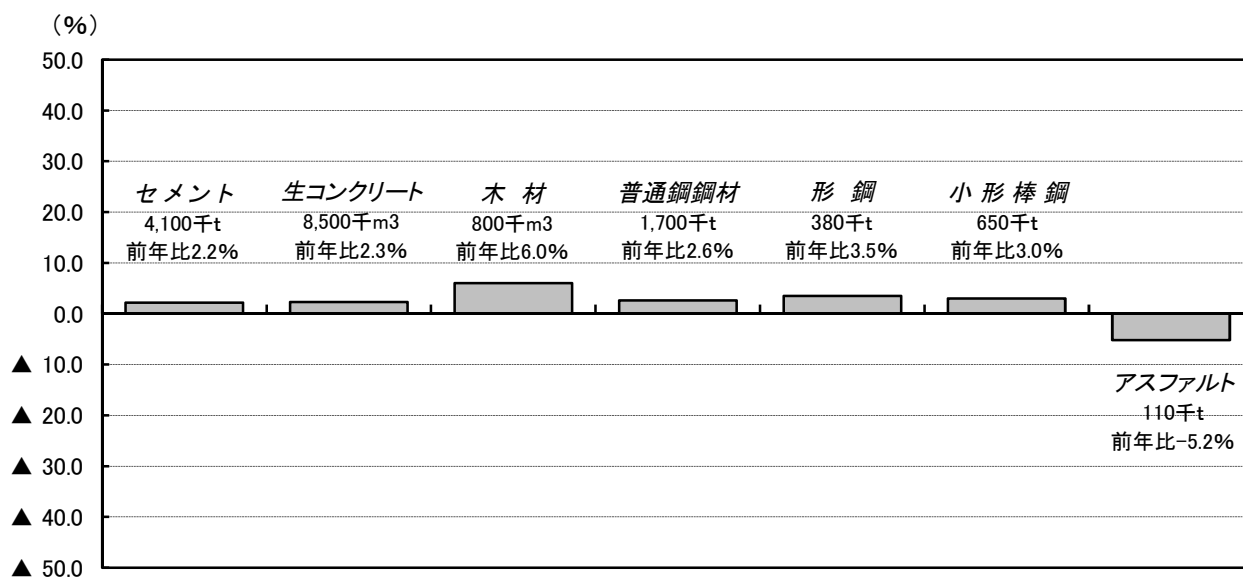 （%）
50.0
40.0
30.0
20.0
10.0
0.0
▲ 10.0
▲ 20.0
▲ 30.0
▲ 40.0
▲ 50.0
セメント
4,100千t
前年比2.2%
生コンクリート
8,500千m3
前年比2.3%
木 材
800千m3
前年比6.0%
普通鋼鋼材
1,700千t
前年比2.6%
形 鋼
380千t
前年比3.5%
小形棒鋼
650千t
前年比3.0%
アスファルト
110千t
前年比-5.2%